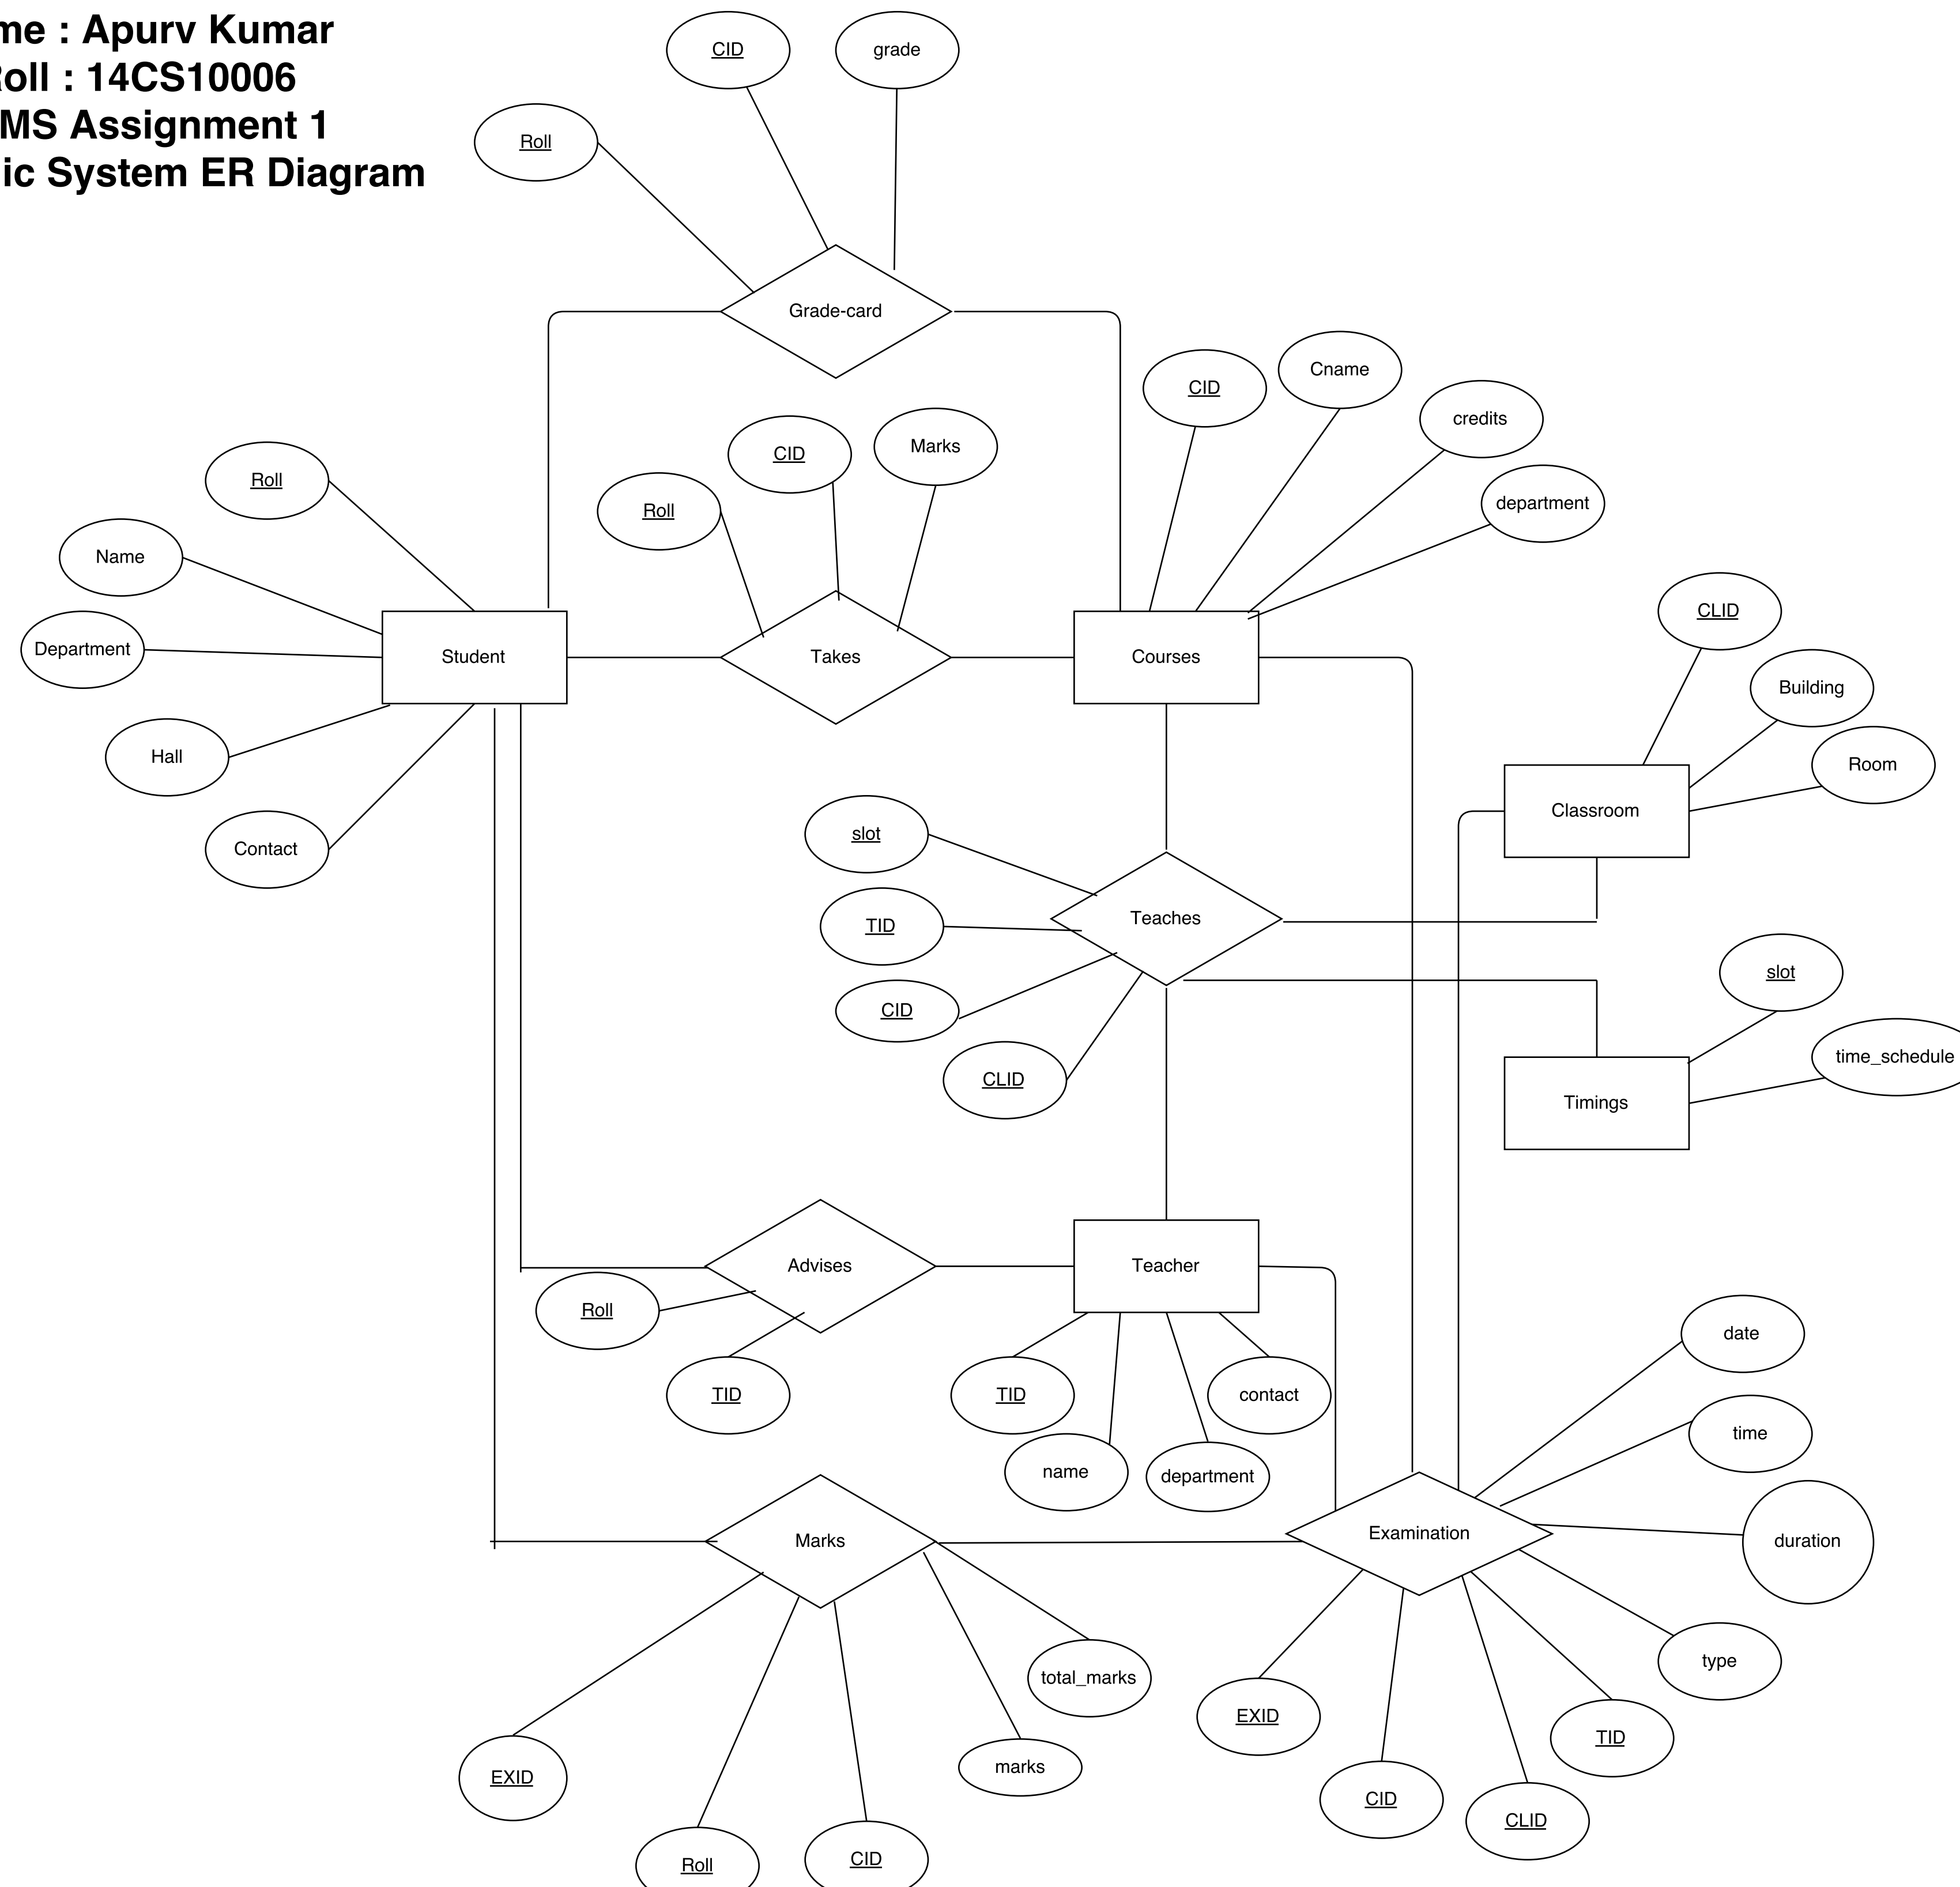 me : Apurv Kumar
oll : 14CS10006
MS Assignment 1
ic System ER Diagram
CID
grade
Roll
Grade-card
CID
Cname
credits
department
Roll
CID
Marks
Roll
Name
Department
Hall
Contact
Student
Takes
Courses
CLID
Building
Room
Classroom
slot
TID
CID
CLID
Teaches
slot
time_schedule
Timings
Advises
Roll
TID
Teacher
TID
name
department
contact
date
time
duration
type
TID
CLID
CID
EXID
Examination
Marks
total_marks
marks
EXID
Roll
CID